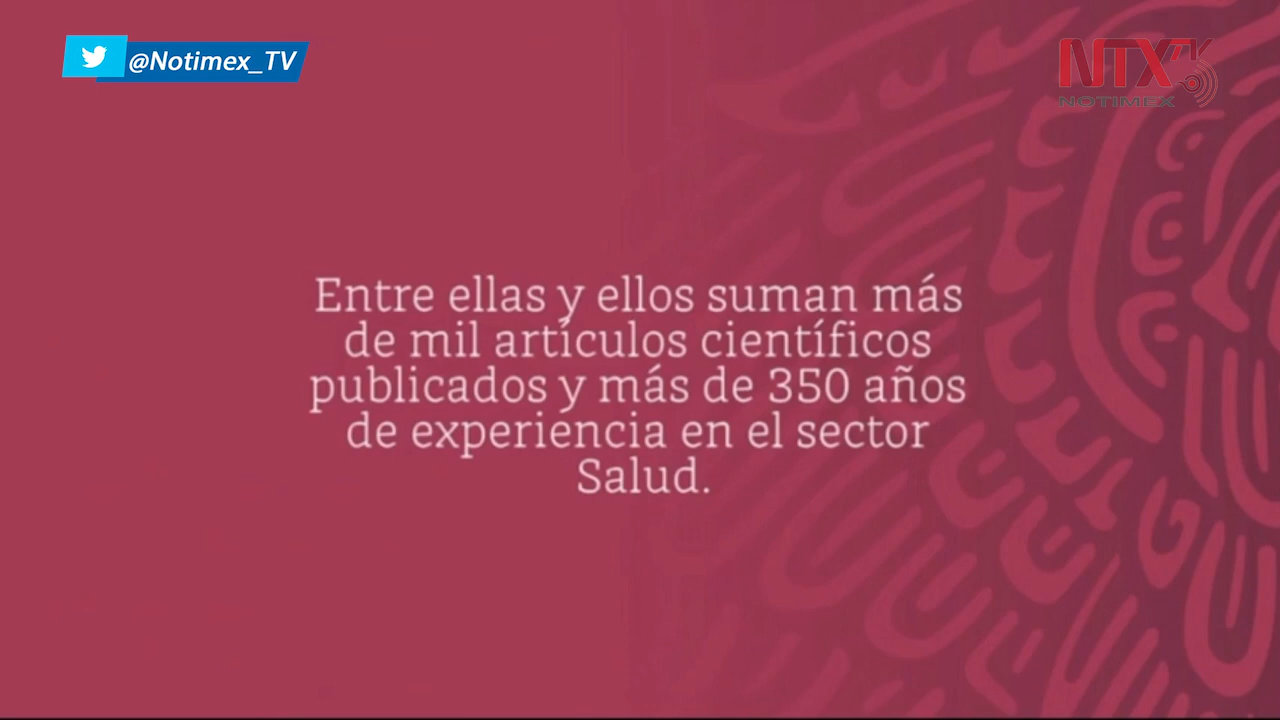 @Notimex_TV
NTX
NOTIMEX
Entre ellas y ellos suman más
de mil artículos científicos
publicados y más de 350 años
de experiencia en el sector
Salud.